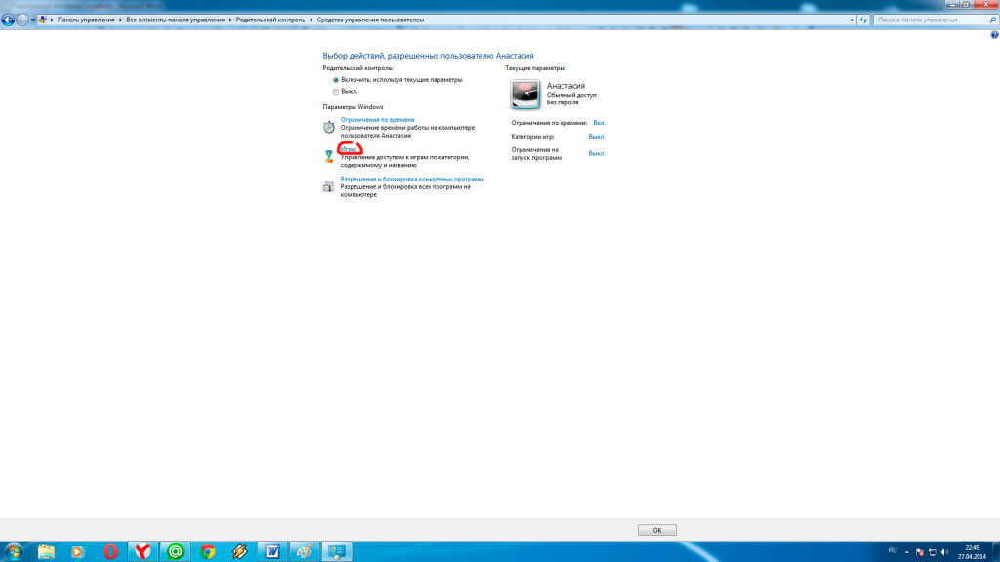 Панель управления ▸ Все элементы панели управления ▸ Родительский контроль ▸ Средства управления пользователем
Поиск в панели управления
Выбор действий, разрешенных пользователю Анастасия
Родительский контроль:
Включить, используя текущие параметры
Выкл.
Параметры Windows
Ограничения по времени
Ограничение времени работы на компьютере
пользователя Анастасия
Игры
Управление доступом к играм по категории,
содержимому и названию
Разрешение и блокировка конкретных программ
Разрешение и блокировка всех программ на
компьютере
Текущие параметры:
Анастасия
Обычный доступ
Без пароля
Ограничения по времени: Вкл.
Категории игр: Выкл.
Ограничения на
запуск программ: Выкл.
OK
RU
22:49
27.04.2014